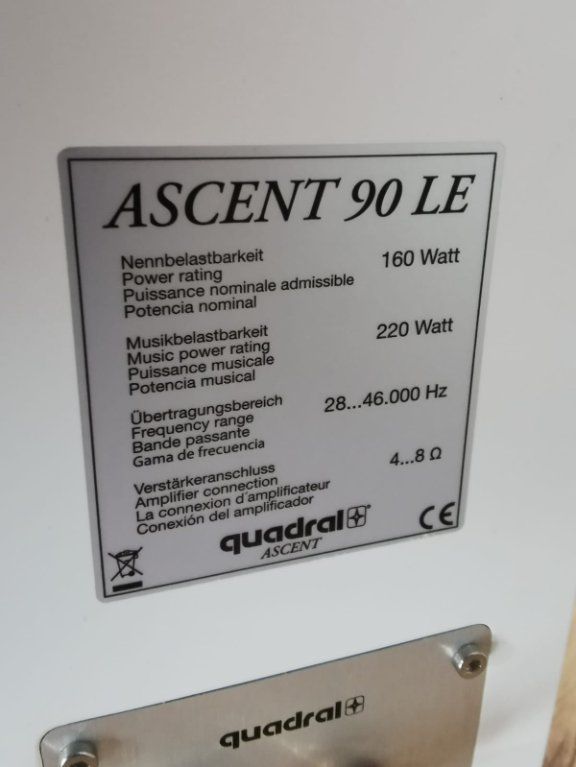 ASCENT 90 LE
Nennbelastbarkeit 160 Watt
Power rating
Puissance nominale admissible
Potencia nominal
Musikbelastbarkeit 220 Watt
Music power rating
Puissance musicale
Potencia musical
Übertragungsbereich 28...46.000 Hz
Frequency range
Bande passante
Gama de frecuencia
Verstärkeranschluss 4...8 Ω
Amplifier connection
La connexion d'amplificateur
Conexión del amplificador
quadral
ASCENT
CE
quadral